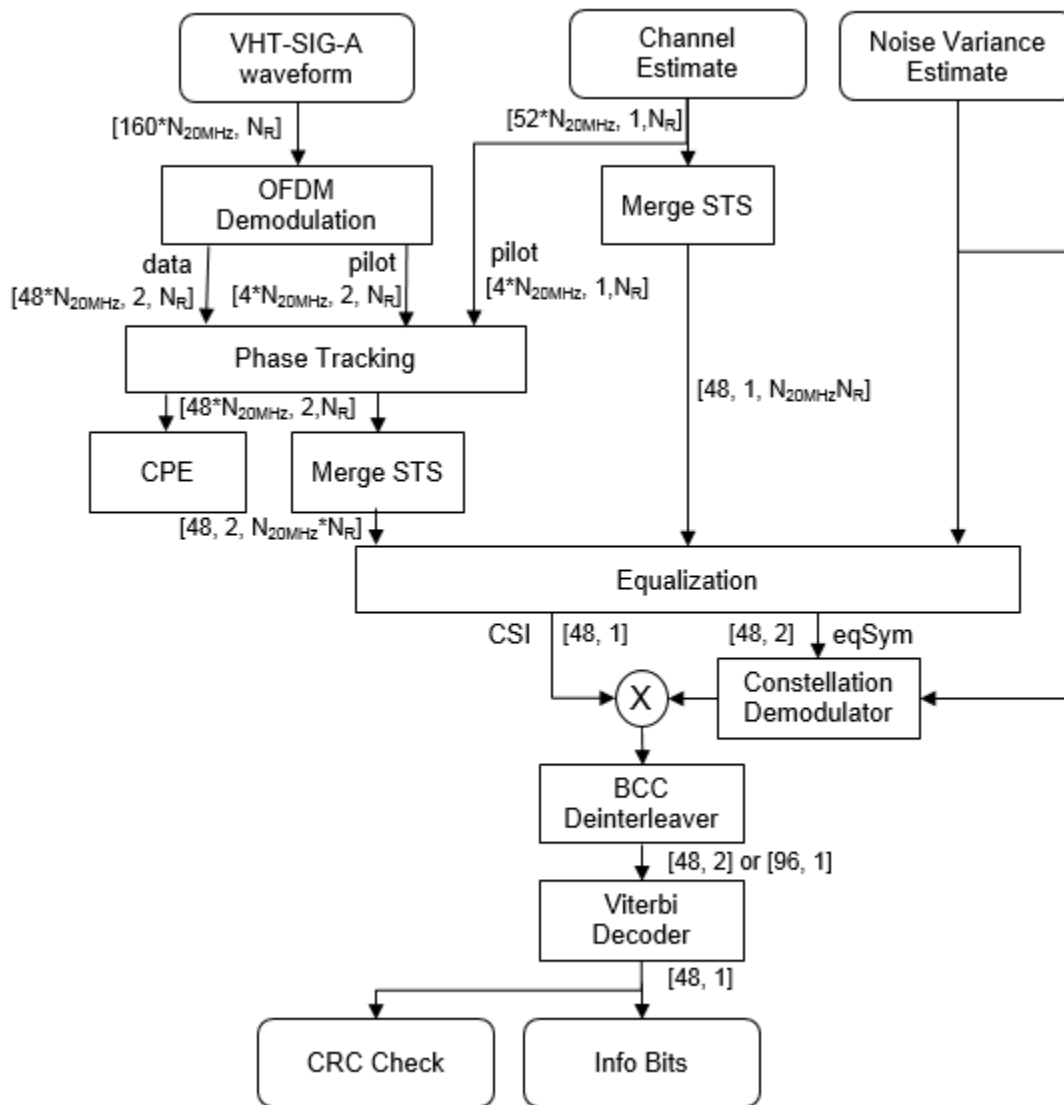 VHT-SIG-A
waveform
Channel
Estimate
Noise Variance
Estimate
[160*N20MHz, NR]
[52*N20MHz, 1,NR]
OFDM
Demodulation
Merge STS
data
pilot
pilot
[48*N20MHz, 2, NR]
[4*N20MHz, 2, NR]
[4*N20MHz, 1,NR]
Phase Tracking
[48, 1, N20MHzNR]
[48*N20MHz, 2,NR]
CPE
Merge STS
[48, 2, N20MHz*NR]
Equalization
CSI
[48, 1]
[48, 2]
eqSym
X
Constellation
Demodulator
BCC
Deinterleaver
[48, 2] or [96, 1]
Viterbi
Decoder
[48, 1]
CRC Check
Info Bits